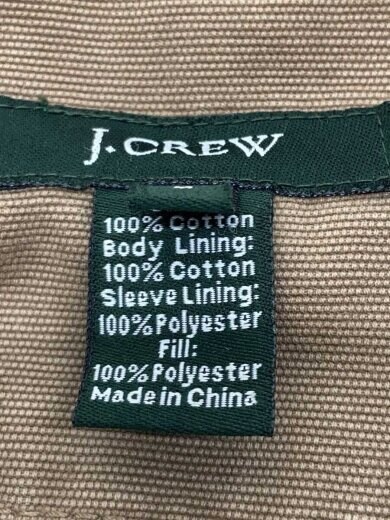 J.CREW
100% Cotton
Body Lining:
100% Cotton
Sleeve Lining:
100% Polyester
Fill:
100% Polyester
Made in China